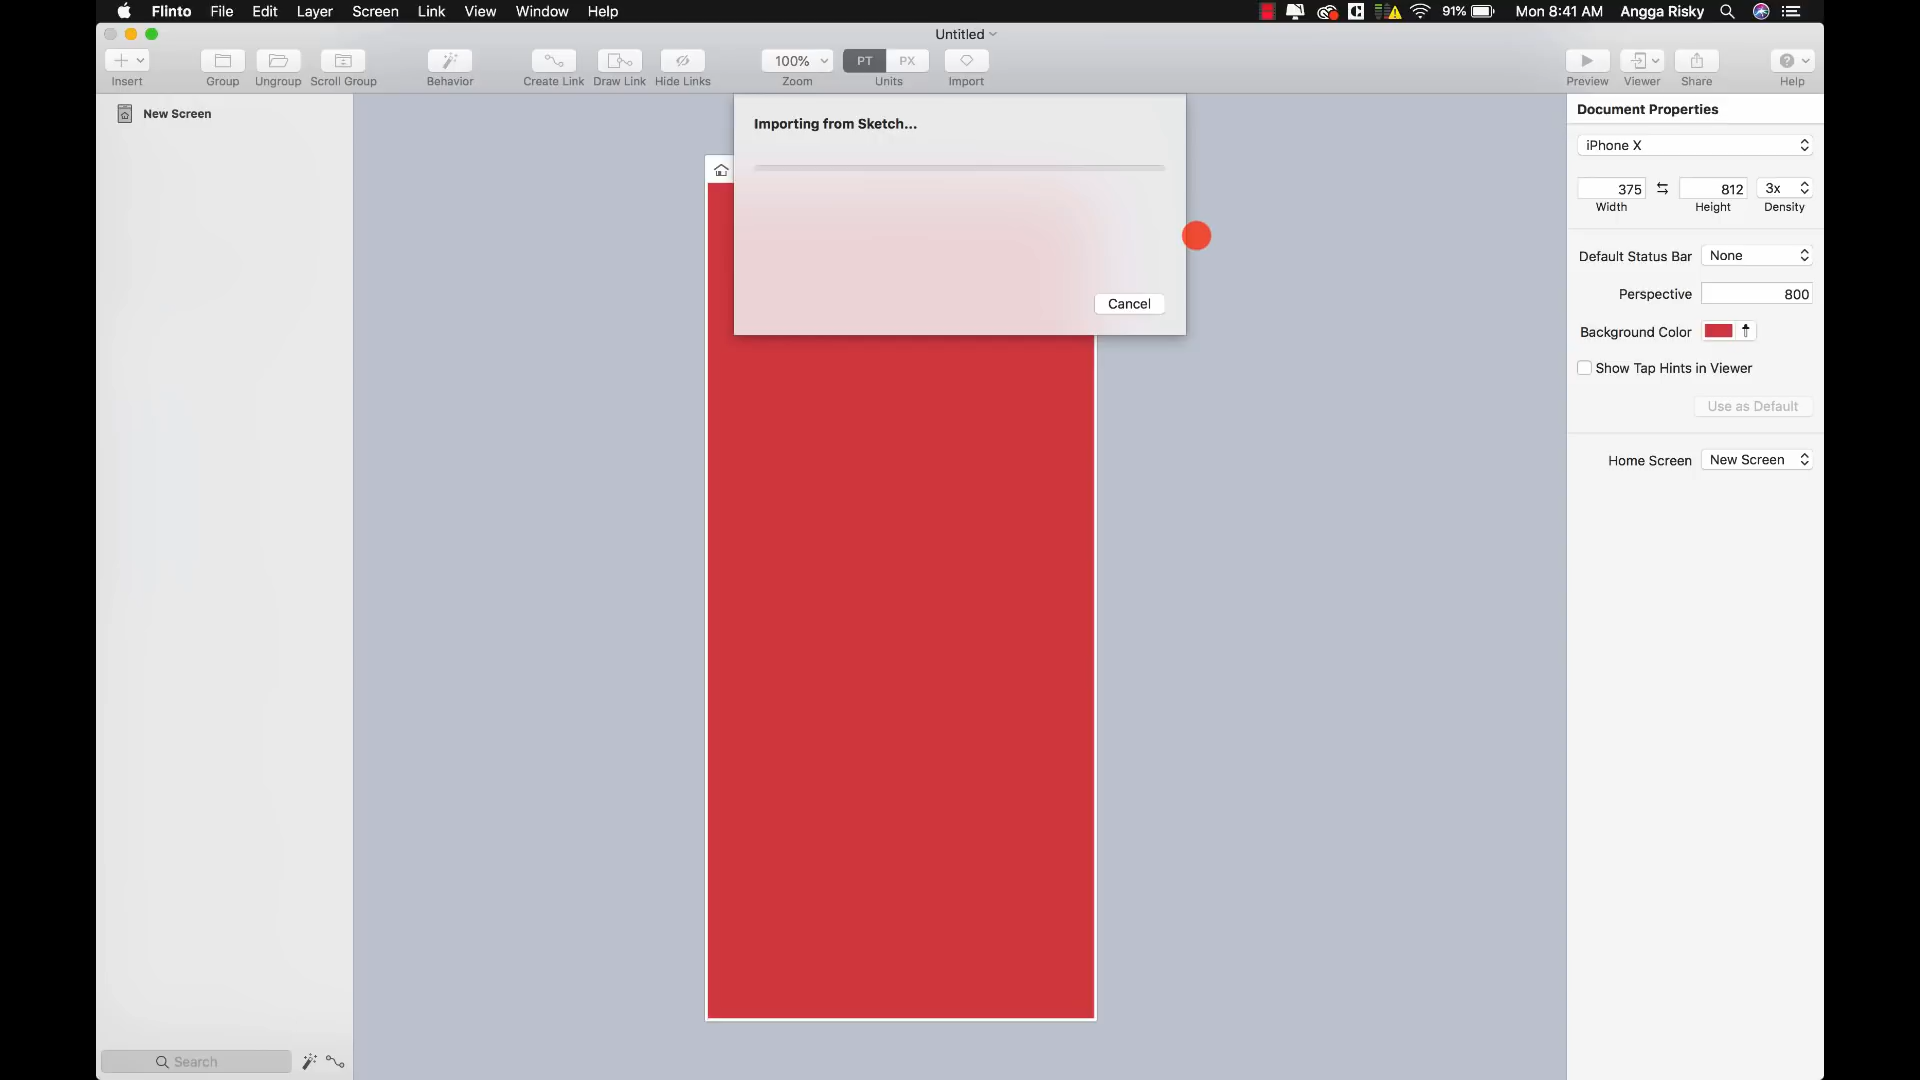 Flinto File Edit Layer Screen Link View Window Help 91% Mon 8:41 AM Angga Risky
Untitled
100% PT PX
Insert Group Ungroup Scroll Group Behavior Create Link Draw Link Hide Links Zoom Units Import Preview Viewer Share Help
New Screen
Importing from Sketch...
Cancel
Document Properties
iPhone X
375 812 3x
Width Height Density
Default Status Bar None
Perspective 800
Background Color
Show Tap Hints in Viewer
Use as Default
Home Screen New Screen
Search